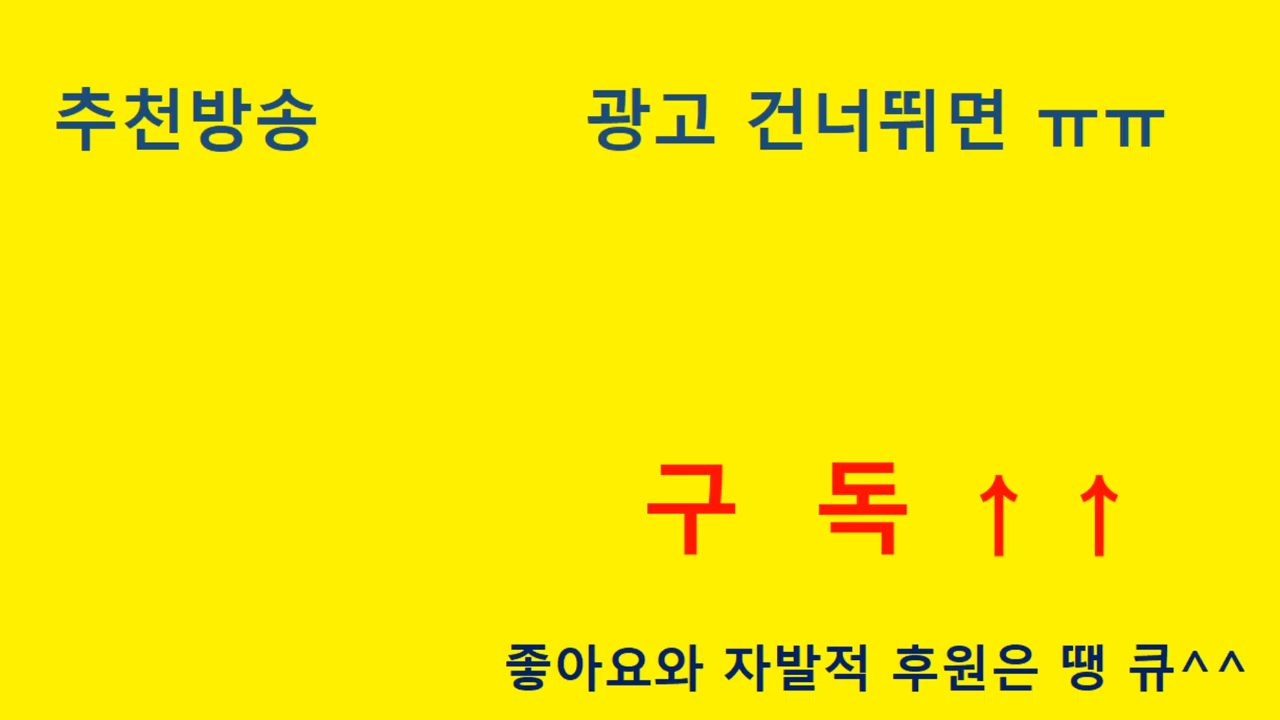 추천방송
광고 건너뛰면 ㅠㅠ
구 독 ↑ ↑
좋아요와 자발적 후원은 땡 큐^^